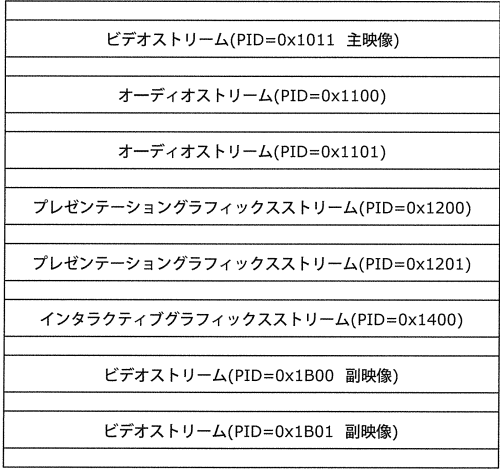 ビデオストリーム(PID=0x1011 主映像)
オーディオストリーム(PID=0x1100)
オーディオストリーム(PID=0x1101)
プレゼンテーショングラフィックスストリーム(PID=0x1200)
プレゼンテーショングラフィックスストリーム(PID=0x1201)
インタラクティブグラフィックスストリーム(PID=0x1400)
ビデオストリーム(PID=0x1B00 副映像)
ビデオストリーム(PID=0x1B01 副映像)